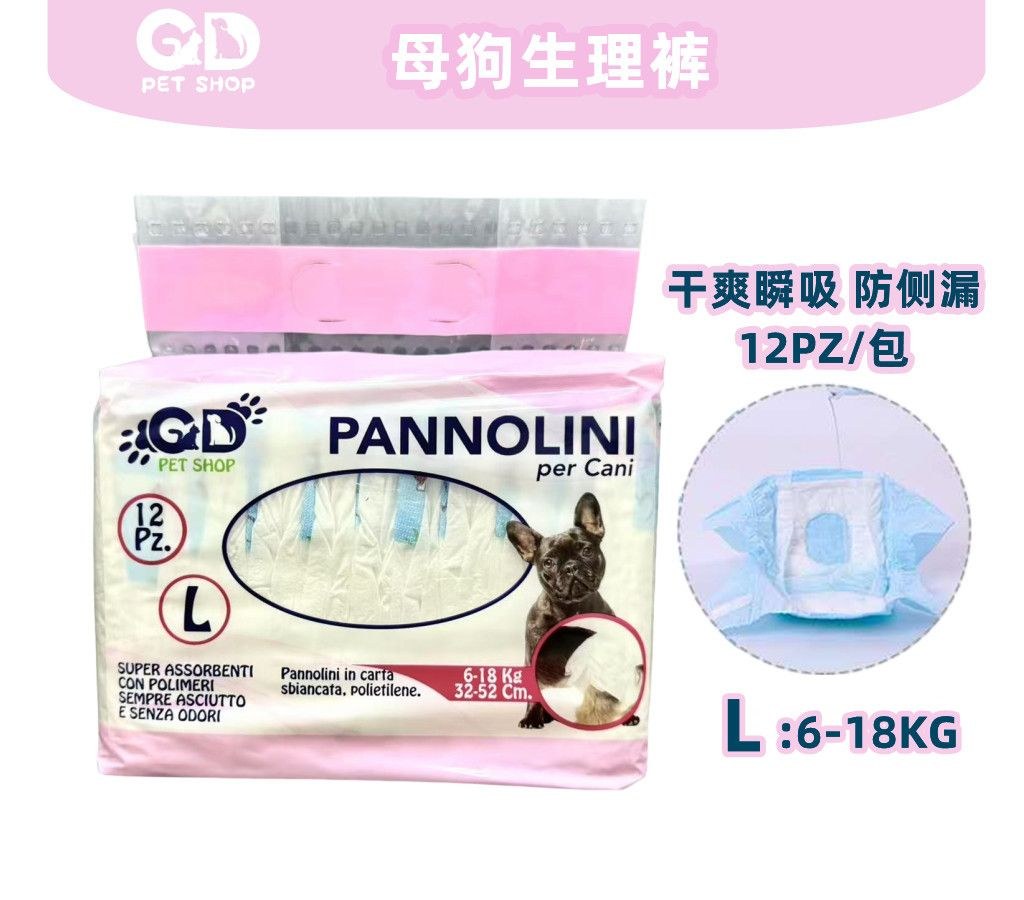 GD
PET SHOP
母狗生理裤
干爽瞬吸 防侧漏
12PZ/包
GD
PET SHOP
PANNOLINI
per Cani
12
Pz.
L
SUPER ASSORBENTI
CON POLIMERI
SEMPRE ASCIUTTO
E SENZA ODORI
Pannolini in carta
sbiancata, polietilene.
6-18 Kg
32-52 Cm.
L :6-18KG